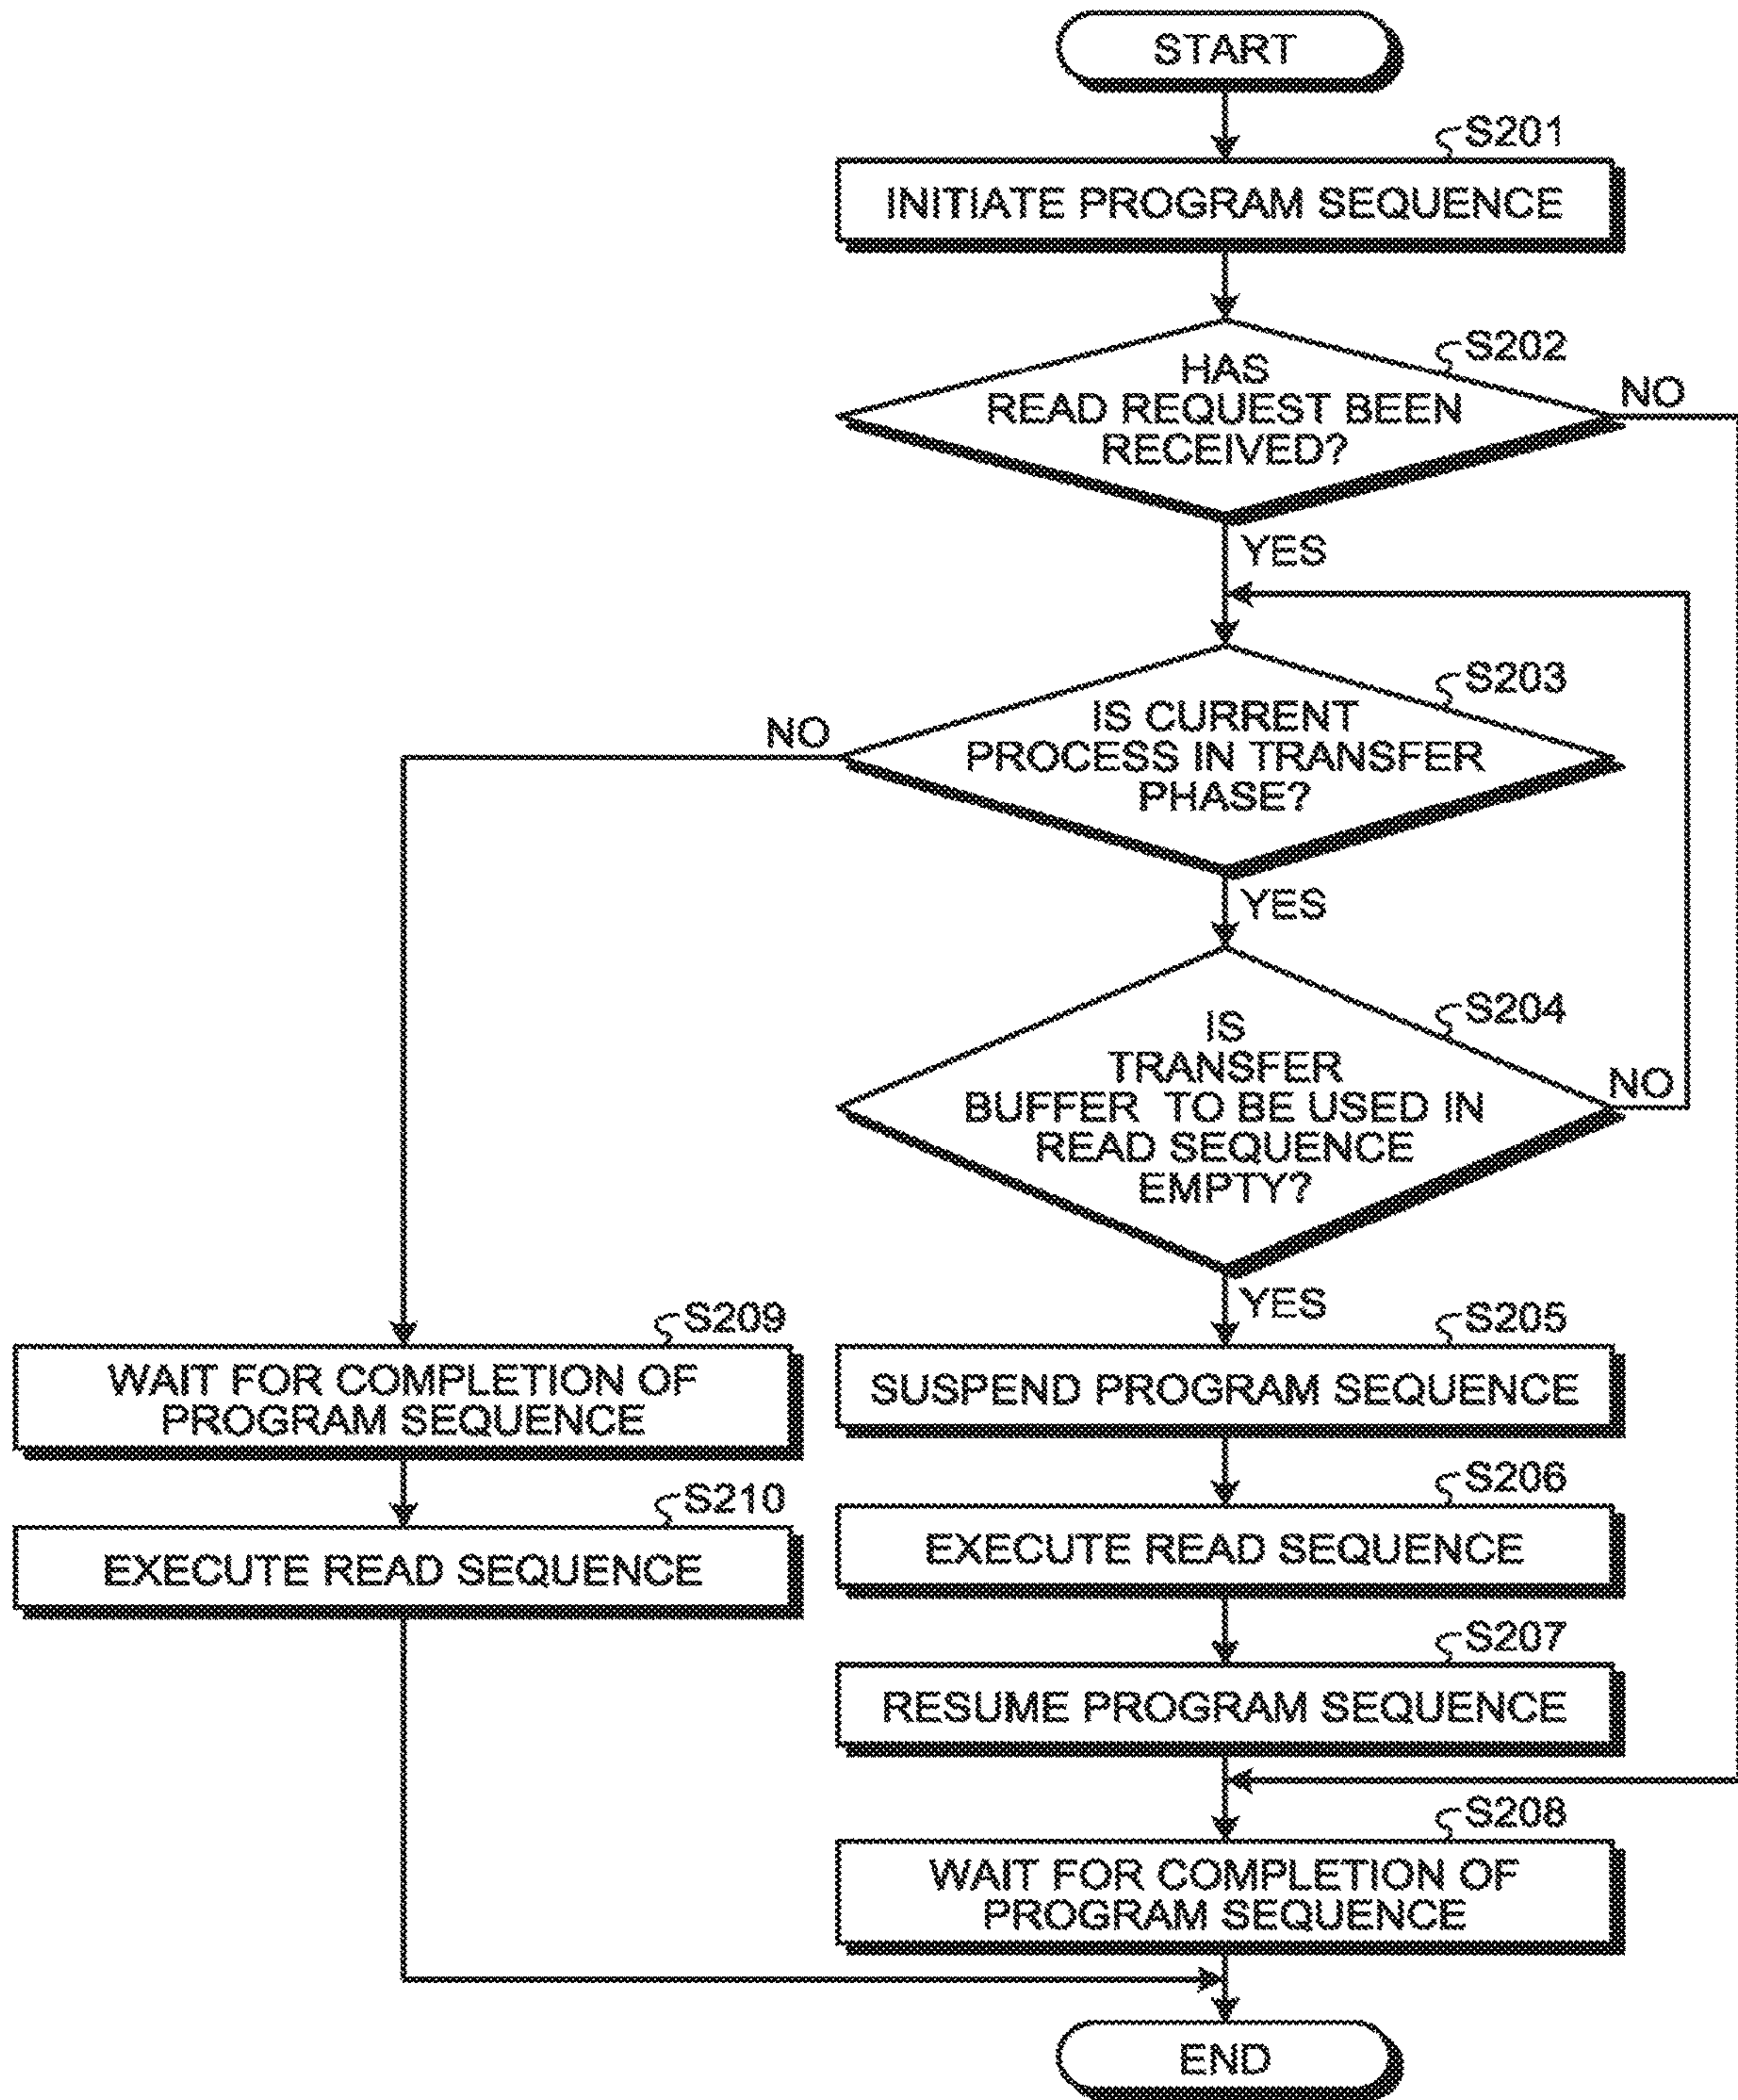 START
S201
INITIATE PROGRAM SEQUENCE
S202
HAS
READ REQUEST BEEN
RECEIVED?
NO
YES
S203
IS CURRENT
PROCESS IN TRANSFER
PHASE?
NO
YES
S204
IS
TRANSFER
BUFFER TO BE USED IN
READ SEQUENCE
EMPTY?
NO
YES
S209
WAIT FOR COMPLETION OF
PROGRAM SEQUENCE
S205
SUSPEND PROGRAM SEQUENCE
S210
EXECUTE READ SEQUENCE
S206
EXECUTE READ SEQUENCE
S207
RESUME PROGRAM SEQUENCE
S208
WAIT FOR COMPLETION OF
PROGRAM SEQUENCE
END